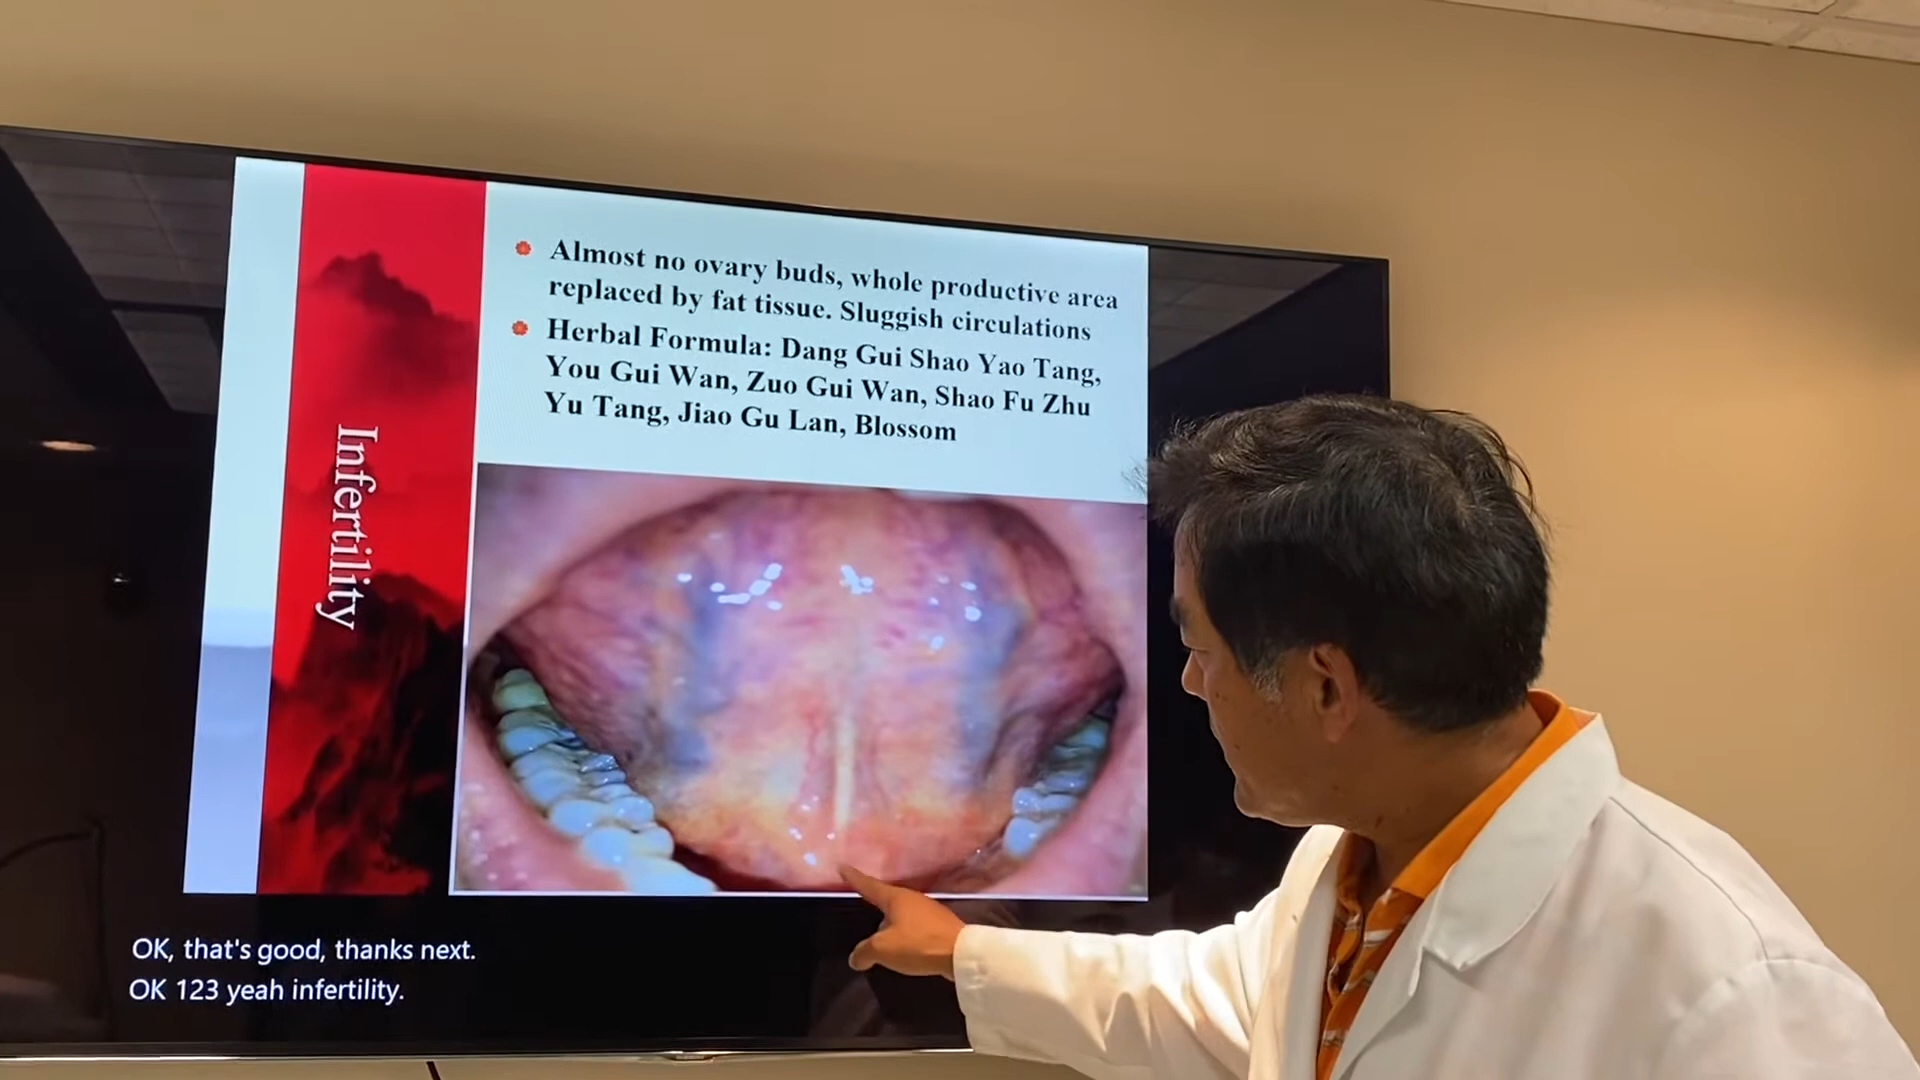 Infertility
Almost no ovary buds, whole productive area
replaced by fat tissue. Sluggish circulations
Herbal Formula: Dang Gui Shao Yao Tang,
You Gui Wan, Zuo Gui Wan, Shao Fu Zhu
Yu Tang, Jiao Gu Lan, Blossom
OK, that's good, thanks next.
OK 123 yeah infertility.